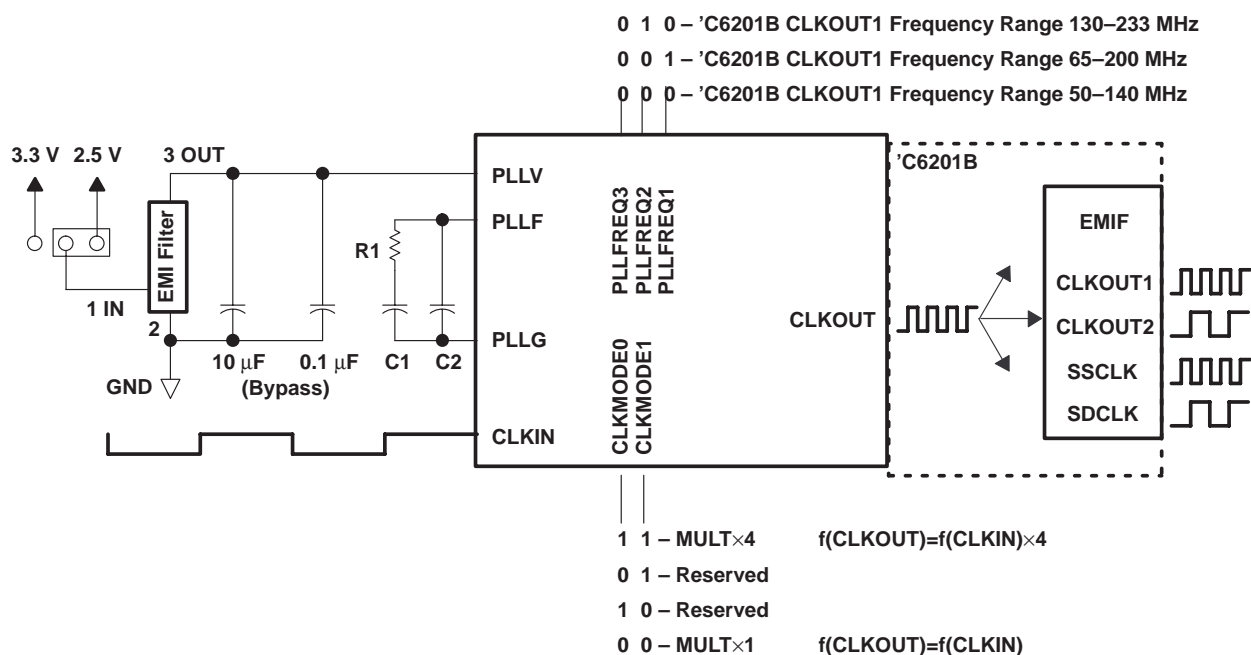 0 1 0 – 'C6201B CLKOUT1 Frequency Range 130–233 MHz
0 0 1 – 'C6201B CLKOUT1 Frequency Range 65–200 MHz
0 0 0 – 'C6201B CLKOUT1 Frequency Range 50–140 MHz
3.3 V
2.5 V
3 OUT
'C6201B
PLLV
PLLFREQ3
PLLFREQ2
PLLFREQ1
EMI Filter
PLLF
R1
EMIF
1 IN
CLKOUT1
2
CLKOUT
CLKOUT2
PLLG
10 μF
0.1 μF
C1
C2
(Bypass)
GND
SSCLK
SDCLK
CLKMODE0
CLKMODE1
CLKIN
1 1 – MULT×4 f(CLKOUT)=f(CLKIN)×4
0 1 – Reserved
1 0 – Reserved
0 0 – MULT×1 f(CLKOUT)=f(CLKIN)